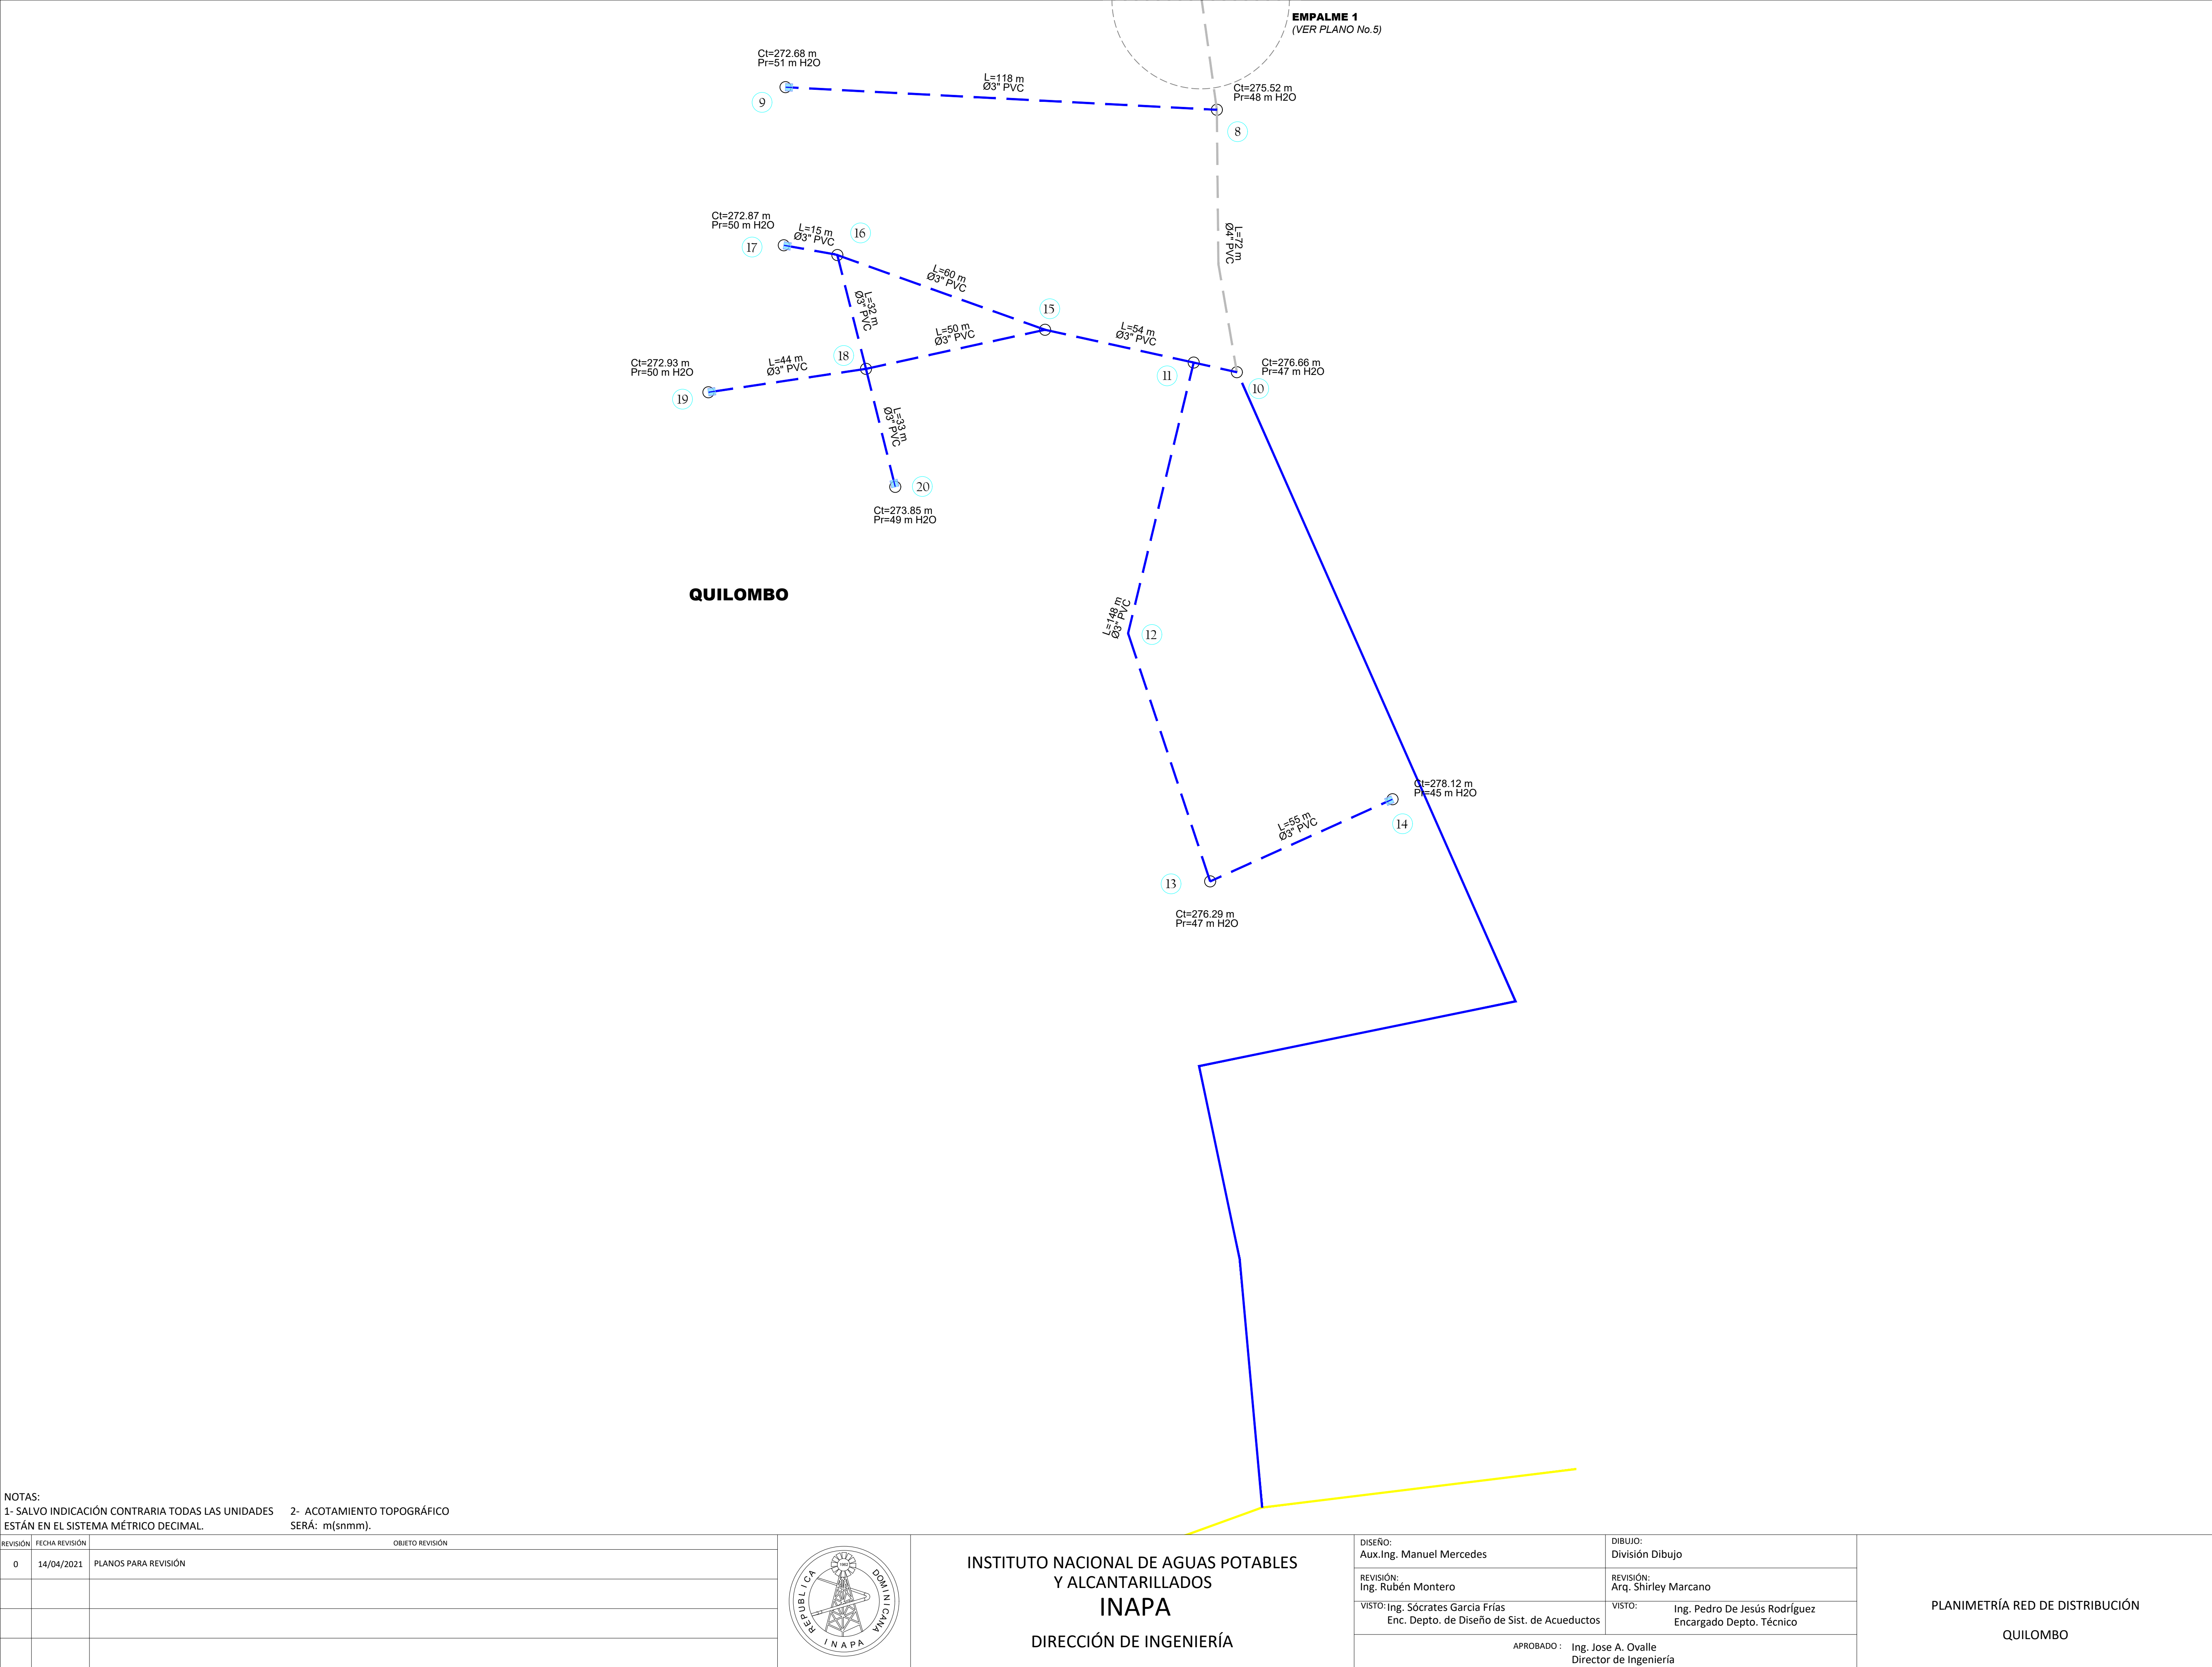 EMPALME 1
(VER PLANO No.5)
Ct=272.68 m
Pr=51 m H2O
9
L=118 m
Ø3" PVC
Ct=275.52 m
Pr=48 m H2O
8
Ct=272.87 m
Pr=50 m H2O
17
L=15 m
Ø3" PVC
16
L=72 m
Ø4" PVC
L=60 m
Ø3" PVC
L=32 m
Ø3" PVC
15
L=50 m
Ø3" PVC
L=54 m
Ø3" PVC
18
Ct=272.93 m
Pr=50 m H2O
L=44 m
Ø3" PVC
19
11
Ct=276.66 m
Pr=47 m H2O
10
L=33 m
Ø3" PVC
20
Ct=273.85 m
Pr=49 m H2O
QUILOMBO
L=148 m
Ø3" PVC
12
Ct=278.12 m
Pr=45 m H2O
L=55 m
Ø3" PVC
14
13
Ct=276.29 m
Pr=47 m H2O
NOTAS:
1- SALVO INDICACIÓN CONTRARIA TODAS LAS UNIDADES
ESTÁN EN EL SISTEMA MÉTRICO DECIMAL.
2- ACOTAMIENTO TOPOGRÁFICO
SERÁ: m(snmm).
REVISIÓN FECHA REVISIÓN OBJETO REVISIÓN
0 14/04/2021 PLANOS PARA REVISIÓN
REPUBLICA DOMINICANA
1962
INAPA
INSTITUTO NACIONAL DE AGUAS POTABLES
Y ALCANTARILLADOS
INAPA
DIRECCIÓN DE INGENIERÍA
DISEÑO:
Aux.Ing. Manuel Mercedes
DIBUJO:
División Dibujo
REVISIÓN:
Ing. Rubén Montero
REVISIÓN:
Arq. Shirley Marcano
VISTO: Ing. Sócrates Garcia Frías
Enc. Depto. de Diseño de Sist. de Acueductos
VISTO: Ing. Pedro De Jesús RodrÍguez
Encargado Depto. Técnico
APROBADO : Ing. Jose A. Ovalle
Director de Ingeniería
PLANIMETRÍA RED DE DISTRIBUCIÓN
QUILOMBO